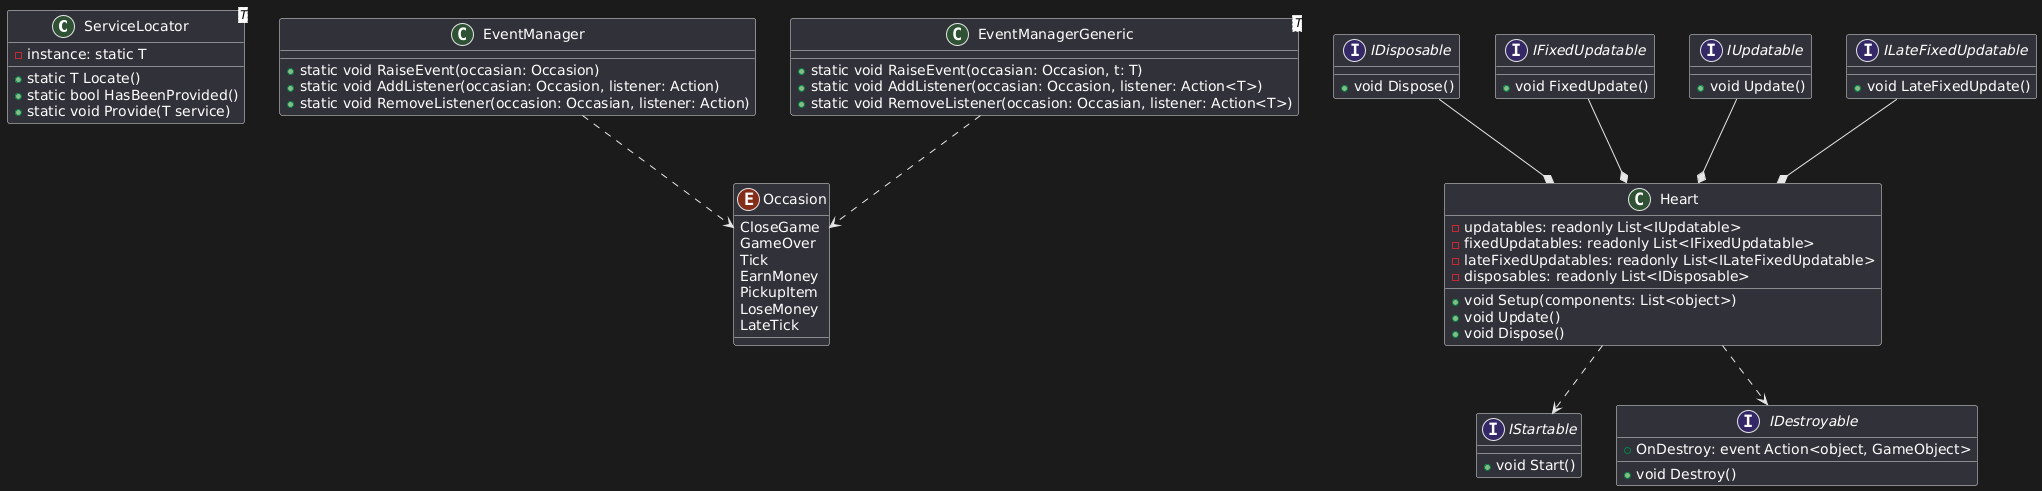 C ServiceLocator T
instance: static T
static T Locate()
static bool HasBeenProvided()
static void Provide(T service)
C EventManager
static void RaiseEvent(occasian: Occasion)
static void AddListener(occasian: Occasion, listener: Action)
static void RemoveListener(occasion: Occasian, listener: Action)
C EventManagerGeneric T
static void RaiseEvent(occasian: Occasion, t: T)
static void AddListener(occasian: Occasion, listener: Action<T>)
static void RemoveListener(occasion: Occasian, listener: Action<T>)
I IDisposable
void Dispose()
I IFixedUpdatable
void FixedUpdate()
I IUpdatable
void Update()
I ILateFixedUpdatable
void LateFixedUpdate()
E Occasion
CloseGame
GameOver
Tick
EarnMoney
PickupItem
LoseMoney
LateTick
C Heart
updatables: readonly List<IUpdatable>
fixedUpdatables: readonly List<IFixedUpdatable>
lateFixedUpdatables: readonly List<ILateFixedUpdatable>
disposables: readonly List<IDisposable>
void Setup(components: List<object>)
void Update()
void Dispose()
I IStartable
void Start()
I IDestroyable
OnDestroy: event Action<object, GameObject>
void Destroy()